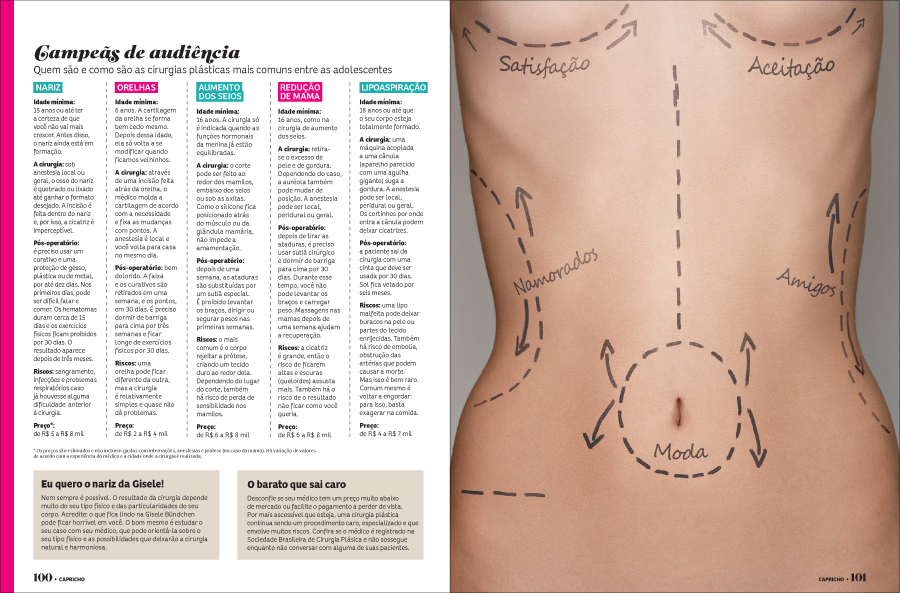 Campeãs de audiência
Quem são e como são as cirurgias plásticas mais comuns entre as adolescentes
NARIZ
Idade mínima:
15 anos ou até ter
a certeza de que
você não vai mais
crescer. Antes disso,
o nariz ainda está em
formação.
A cirurgia: sob
anestesia local ou
geral, o osso do nariz
é quebrado ou lixado
até ganhar o formato
desejado. A incisão é
feita dentro do nariz
e, por isso, a cicatriz é
imperceptível.
Pós-operatório:
é preciso usar um
curativo e uma
proteção de gesso,
plástica ou de metal,
por até dez dias. Nos
primeiros dias, pode
ser difícil falar e
comer. Os hematomas
duram cerca de 15
dias e os exercícios
físicos ficam proibidos
por 30 dias. O
resultado aparece
depois de três meses.
Riscos: sangramento,
infecções e problemas
respiratórios caso
já houvesse alguma
dificuldade anterior
à cirurgia.
Preço*:
de R$ 5 a R$ 8 mil
ORELHAS
Idade mínima:
6 anos. A cartilagem
da orelha se forma
bem cedo mesmo.
Depois dessa idade,
ela só volta a se
modificar quando
ficamos velhinhos.
A cirurgia: através
de uma incisão feita
atrás da orelha, o
médico molda a
cartilagem de acordo
com a necessidade
e fixa as mudanças
com pontos. A
anestesia é local e
você volta para casa
no mesmo dia.
Pós-operatório: bem
dolorido. A faixa
e os curativos são
retirados em uma
semana, e os pontos,
em 30 dias. É preciso
dormir de barriga
para cima por três
semanas e ficar
longe de exercícios
físicos por 30 dias.
Riscos: uma
orelha pode ficar
diferente da outra,
mas a cirurgia
é relativamente
simples e quase não
dá problemas.
Preço:
de R$ 2 a R$ 4 mil
AUMENTO
DOS SEIOS
Idade mínima:
16 anos. A cirurgia só
é indicada quando as
funções hormonais
da menina já estão
equilibradas.
A cirurgia: o corte
pode ser feito ao
redor dos mamilos,
embaixo dos seios
ou sob as axilas.
Como o silicone fica
posicionado atrás
do músculo ou da
glândula mamária,
não impede a
amamentação.
Pós-operatório:
depois de uma
semana, as ataduras
são substituídas por
um sutiã especial.
É proibido levantar
os braços, dirigir ou
segurar pesos nas
primeiras semanas.
Riscos: o mais
comum é o corpo
rejeitar a prótese,
criando um tecido
duro ao redor dela.
Dependendo do lugar
do corte, também
há risco de perda de
sensibilidade nos
mamilos.
Preço:
de R$ 6 a R$ 8 mil
REDUÇÃO
DE MAMA
Idade mínima:
16 anos, como na
cirurgia de aumento
dos seios.
A cirurgia: retira-
se o excesso de
pele e de gordura.
Dependendo do caso,
a auréola também
pode mudar de
posição. A anestesia
pode ser local,
peridural ou geral.
Pós-operatório:
depois de tirar as
ataduras, é preciso
usar sutiã cirúrgico
e dormir de barriga
para cima por 30
dias. Durante esse
tempo, você não
pode levantar os
braços e carregar
peso. Massagens nas
mamas depois de
uma semana ajudam
a recuperação.
Riscos: a cicatriz
é grande, então o
risco de ficarem
altas e escuras
(queloides) assusta
mais. Também há o
risco de o resultado
não ficar como você
queria.
Preço:
de R$ 6 a R$ 8 mil
LIPOASPIRAÇÃO
Idade mínima:
18 anos ou até que
o seu corpo esteja
totalmente formado.
A cirurgia: uma
máquina acoplada
a uma cânula
(aparelho parecido
com uma agulha
gigante) suga a
gordura. A anestesia
pode ser local,
peridural ou geral.
Os cortinhos por onde
entra a cânula podem
deixar cicatrizes.
Pós-operatório:
a paciente sai da
cirurgia com uma
cinta que deve ser
usada por 30 dias.
Sol fica vetado por
seis meses.
Riscos: uma lipo
malfeita pode deixar
buracos na pele ou
partes do tecido
enrijecidas. Também
há risco de embolia,
obstrução das
artérias que podem
causar a morte.
Mas isso é bem raro.
Comum mesmo é
voltar a engordar:
para isso, basta
exagerar na comida.
Preço:
de R$ 4 a R$ 7 mil
* Os preços são estimados e não incluem gastos com internações, anestesias e prótese (no caso da mama). Há variação de valores
de acordo com a experiência do médico e a cidade onde a cirurgia é realizada.
Eu quero o nariz da Gisele!
Nem sempre é possível. O resultado da cirurgia depende
muito do seu tipo físico e das particularidades do seu
corpo. Acredite: o que fica lindo na Gisele Bündchen
pode ficar horrível em você. O bom mesmo é estudar o
seu caso com seu médico, que pode orientá-la sobre o
seu tipo físico e as possibilidades que deixarão a cirurgia
natural e harmoniosa.
O barato que sai caro
Desconfie se seu médico tem um preço muito abaixo
de mercado ou facilite o pagamento a perder de vista.
Por mais acessível que esteja, uma cirurgia plástica
continua sendo um procedimento caro, especializado e que
envolve muitos riscos. Confira se o médico é registrado na
Sociedade Brasileira de Cirurgia Plásica e não sossegue
enquanto não conversar com alguma de suas pacientes.
100 • CAPRICHO
Satisfação
Aceitação
Namorados
Amigos
Moda
CAPRICHO • 101